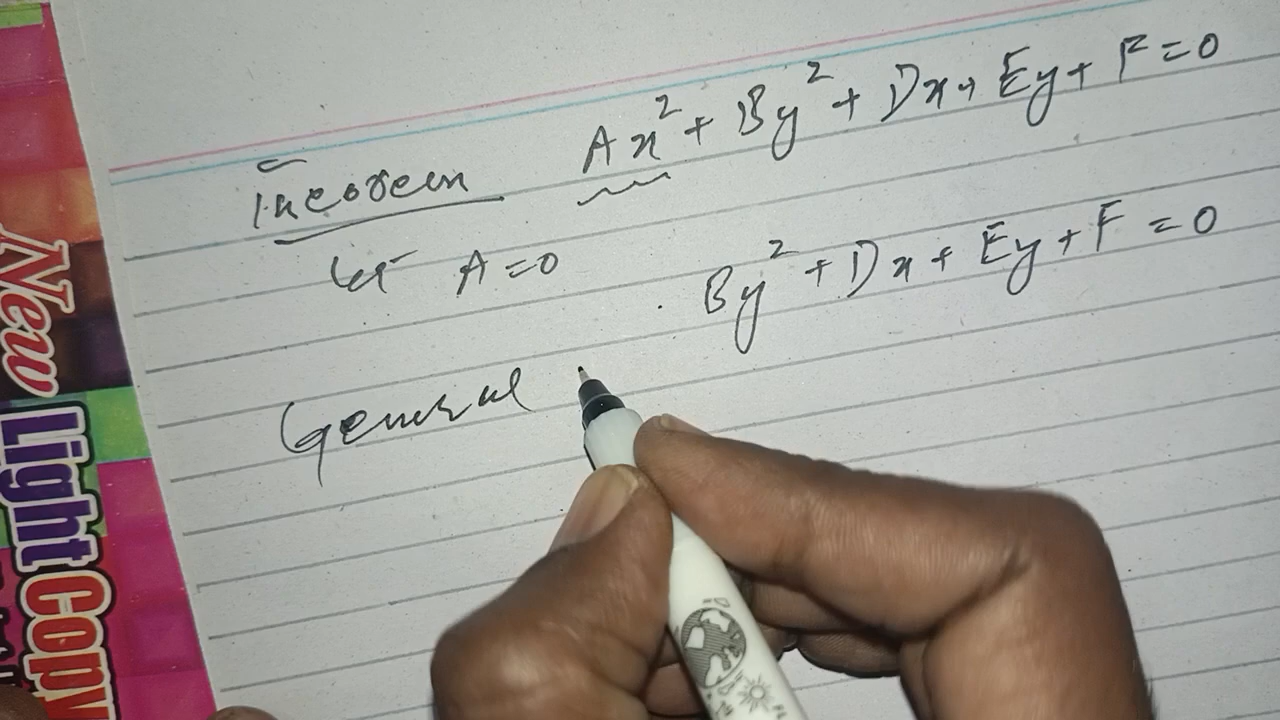 Theorem Ax² + By² + Dx + Ey + F = 0
let A = 0 By² + Dx + Ey + F = 0
General
New
Light Copy